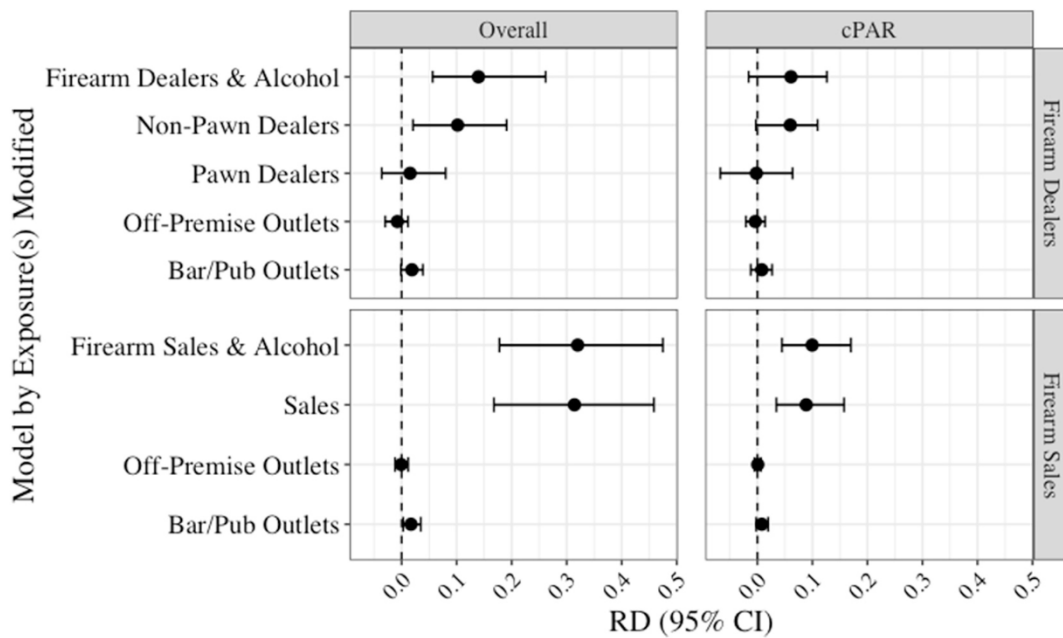 Overall
cPAR
Model by Exposure(s) Modified
Firearm Dealers & Alcohol
Non-Pawn Dealers
Pawn Dealers
Off-Premise Outlets
Bar/Pub Outlets
Firearm Dealers
Firearm Sales & Alcohol
Sales
Off-Premise Outlets
Bar/Pub Outlets
Firearm Sales
0.0 0.1 0.2 0.3 0.4 0.5
0.0 0.1 0.2 0.3 0.4 0.5
RD (95% CI)